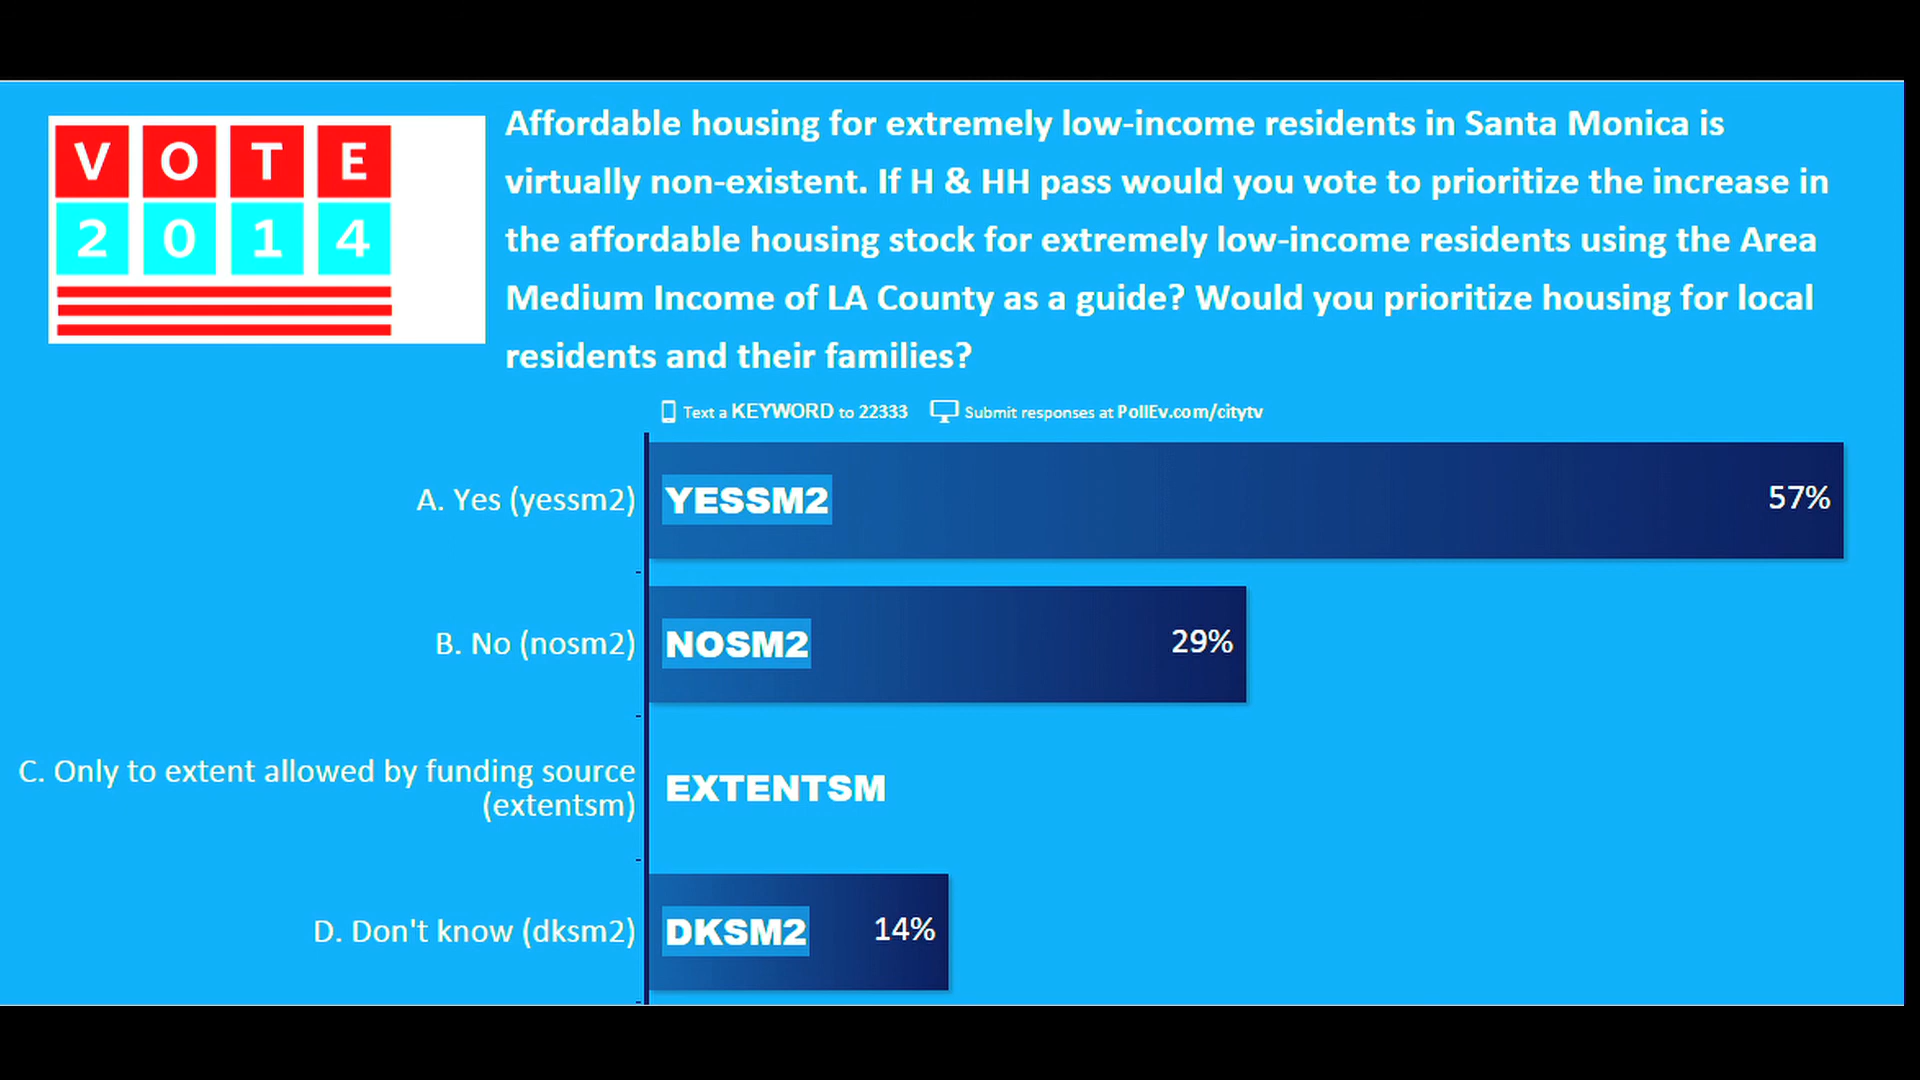 VOTE
2014
Affordable housing for extremely low-income residents in Santa Monica is
virtually non-existent. If H & HH pass would you vote to prioritize the increase in
the affordable housing stock for extremely low-income residents using the Area
Medium Income of LA County as a guide? Would you prioritize housing for local
residents and their families?
Text a KEYWORD to 22333 Submit responses at PollEv.com/citytv
A. Yes (yessm2) YESSM2 57%
B. No (nosm2) NOSM2 29%
C. Only to extent allowed by funding source
(extentsm) EXTENTSM
D. Don't know (dksm2) DKSM2 14%